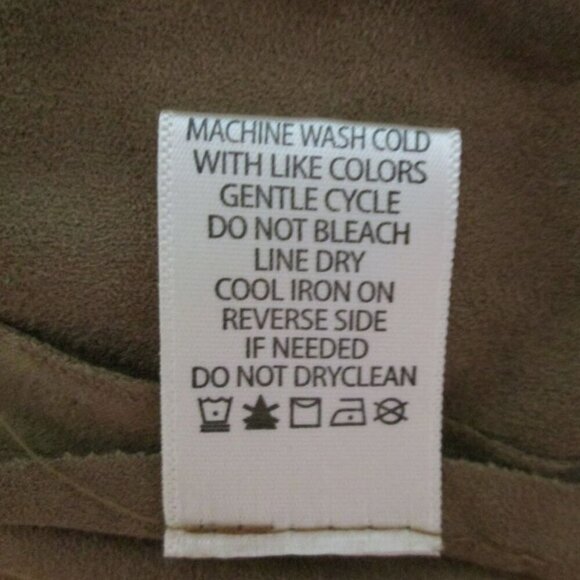 MACHINE WASH COLD
WITH LIKE COLORS
GENTLE CYCLE
DO NOT BLEACH
LINE DRY
COOL IRON ON
REVERSE SIDE
IF NEEDED
DO NOT DRYCLEAN